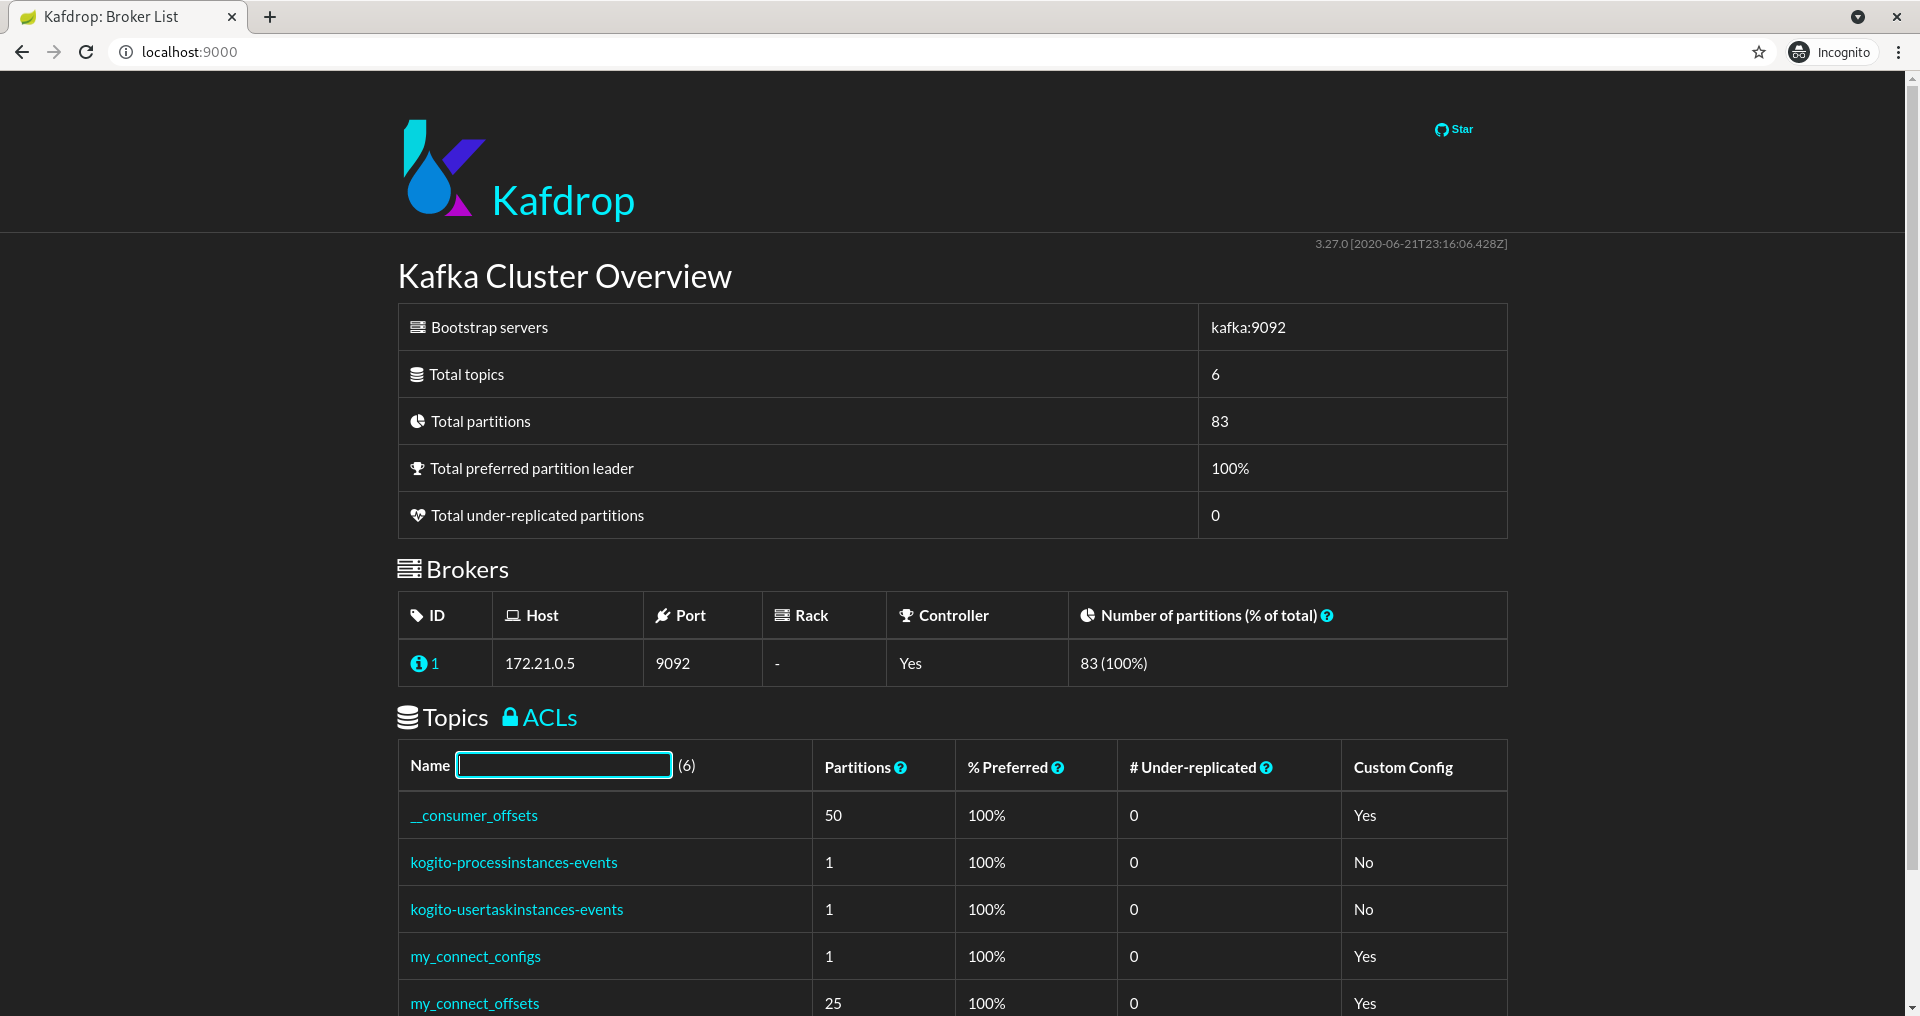 Kafdrop: Broker List
localhost:9000
Incognito
Star
Kafdrop
3.27.0 [2020-06-21T23:16:06.428Z]
Kafka Cluster Overview
Bootstrap servers kafka:9092
Total topics 6
Total partitions 83
Total preferred partition leader 100%
Total under-replicated partitions 0
Brokers
ID Host Port Rack Controller Number of partitions (% of total)
1 172.21.0.5 9092 - Yes 83 (100%)
Topics ACLs
Name (6) Partitions % Preferred # Under-replicated Custom Config
__consumer_offsets 50 100% 0 Yes
kogito-processinstances-events 1 100% 0 No
kogito-usertaskinstances-events 1 100% 0 No
my_connect_configs 1 100% 0 Yes
my_connect_offsets 25 100% 0 Yes